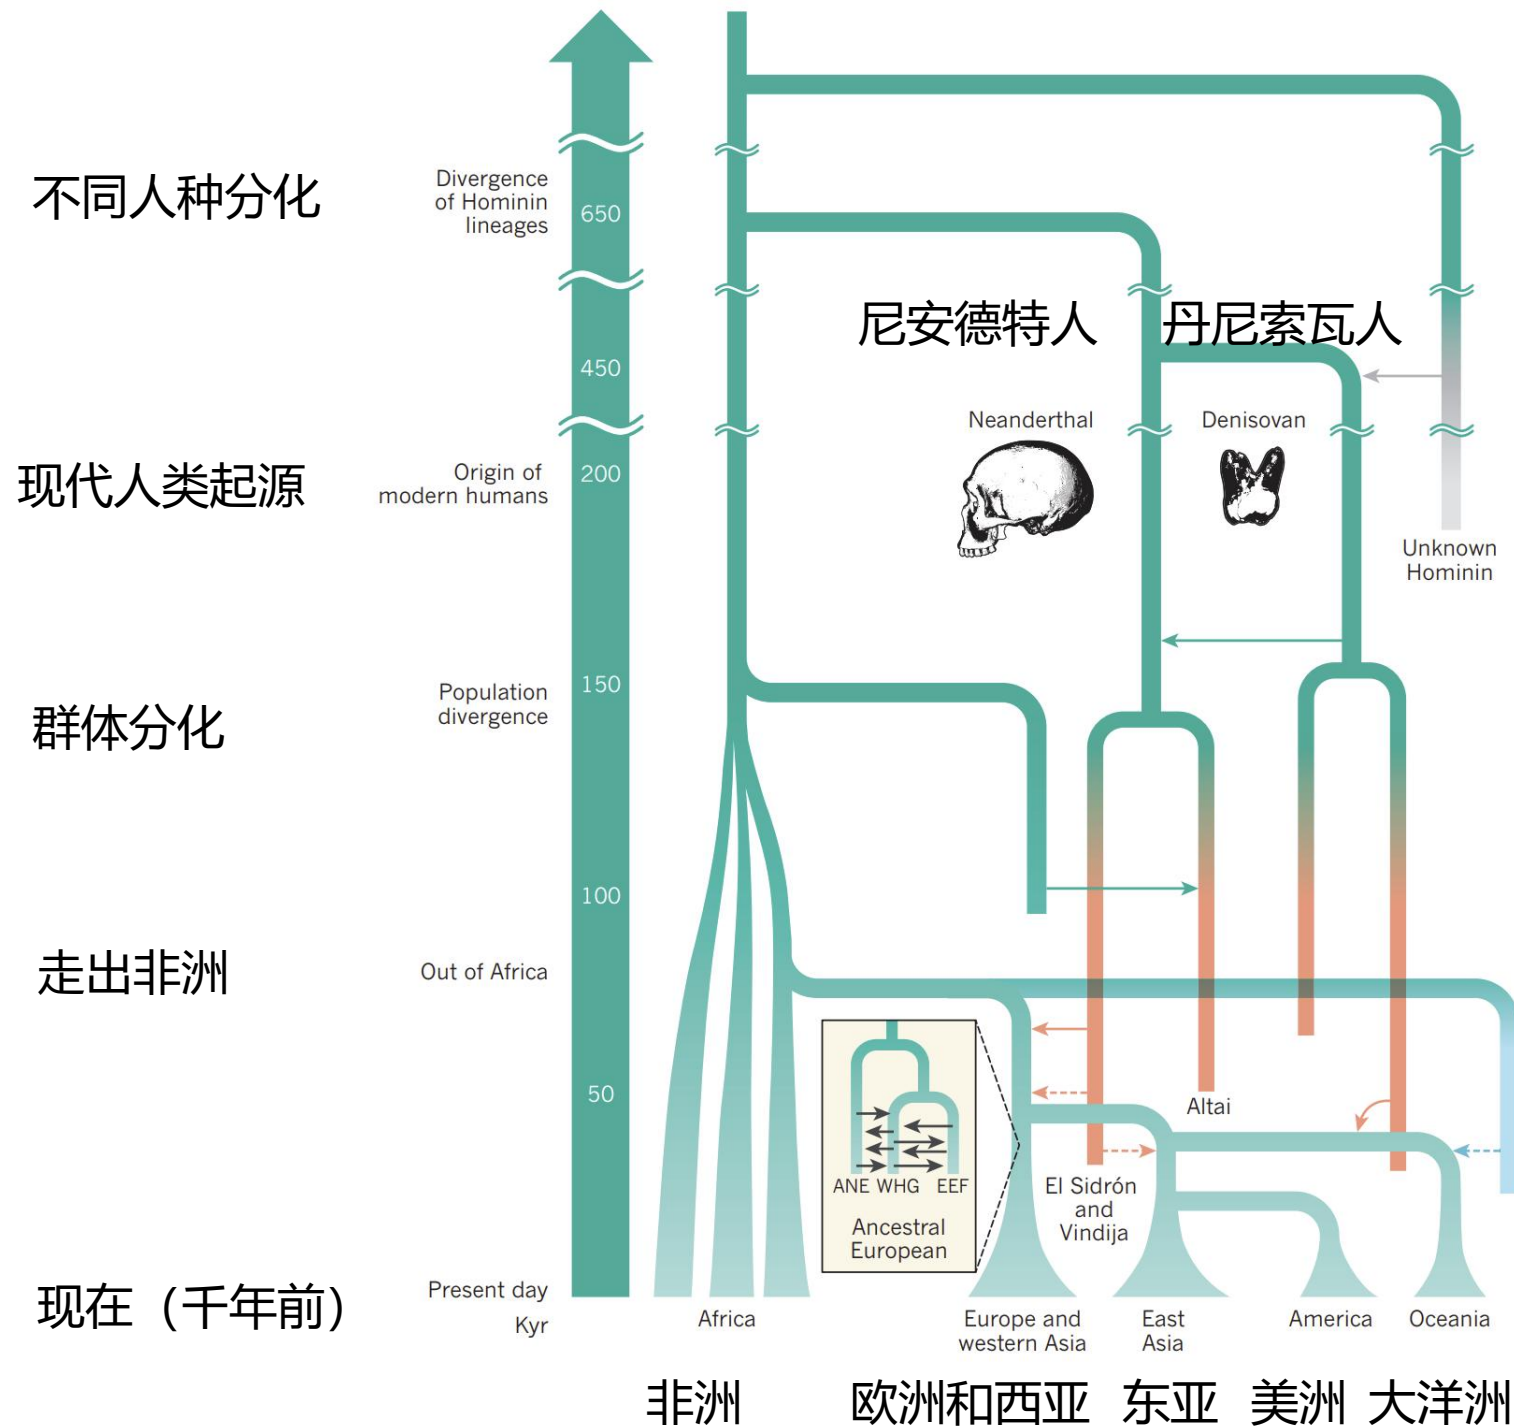 不同人种分化
Divergence
of Hominin
lineages
650
尼安德特人
丹尼索瓦人
450
Neanderthal
Denisovan
现代人类起源
Origin of
modern humans
200
Unknown
Hominin
群体分化
Population
divergence
150
100
走出非洲
Out of Africa
50
Altai
ANE WHG EEF
Ancestral
European
El Sidrón
and
Vindija
现在（千年前）
Present day
Kyr
Africa
Europe and
western Asia
East
Asia
America
Oceania
非洲
欧洲和西亚
东亚
美洲
大洋洲